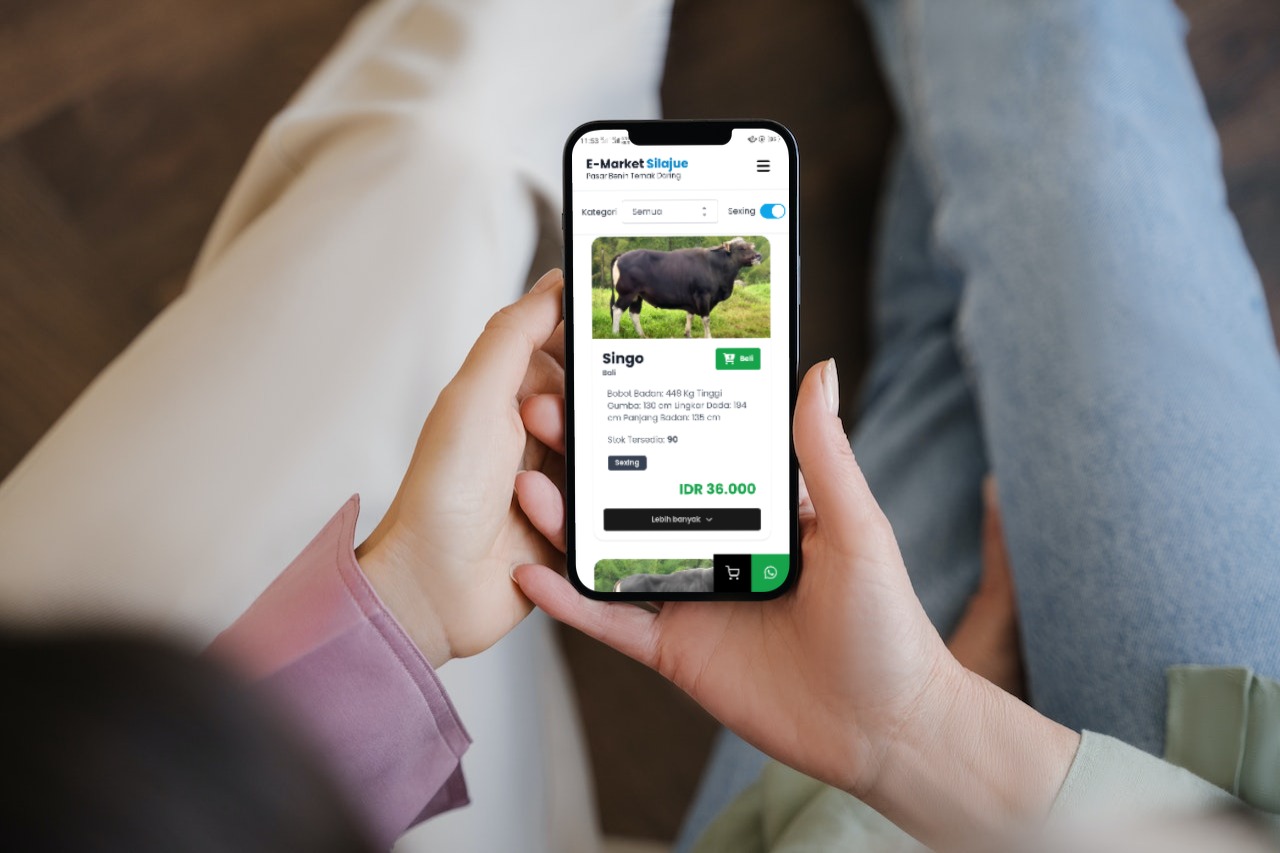 11:53
E-Market Silajue
Pasar Benih Ternak Daring
Kategori Semua Sexing
Singo
Beli
Bali
Bobot Badan: 448 Kg Tinggi
Gumba: 130 cm Lingkar Dada: 194
cm Panjang Badan: 135 cm
Stok Tersedia: 90
Sexing
IDR 36.000
Lebih banyak